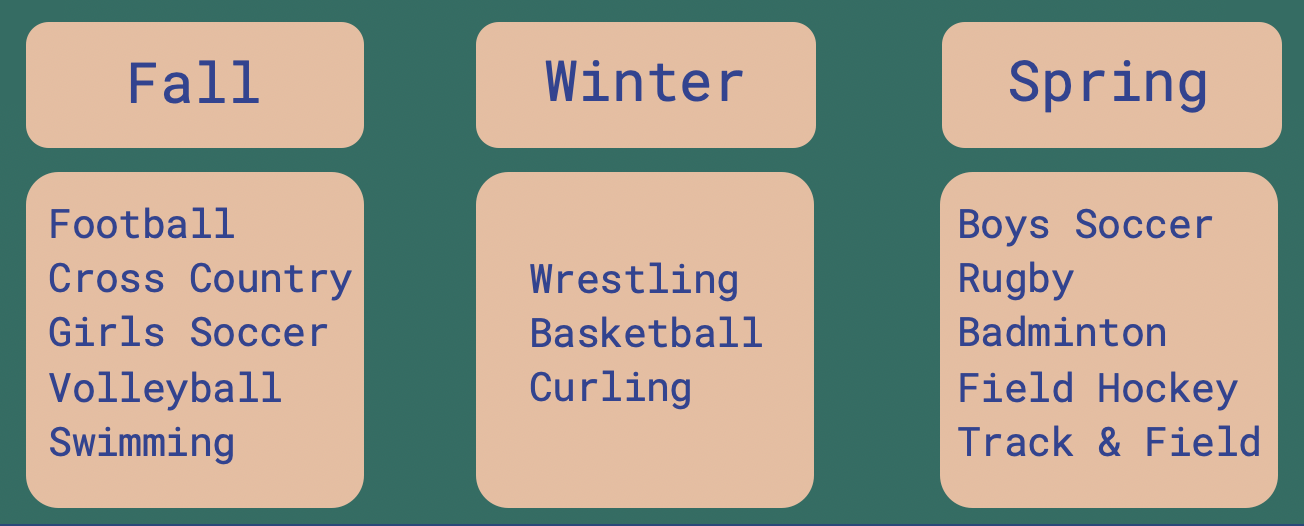 Fall
Football
Cross Country
Girls Soccer
Volleyball
Swimming
Winter
Wrestling
Basketball
Curling
Spring
Boys Soccer
Rugby
Badminton
Field Hockey
Track & Field